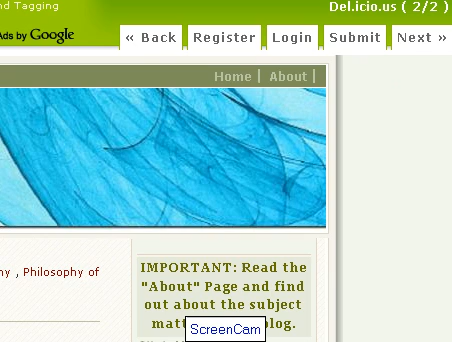 nd Tagging
Del.icio.us ( 2/2 )
Ads by Google
« Back
Register
Login
Submit
Next »
Home |
About |
ny , Philosophy of
IMPORTANT: Read the
"About" Page and find
out about the subject
matt
blog.
ScreenCam